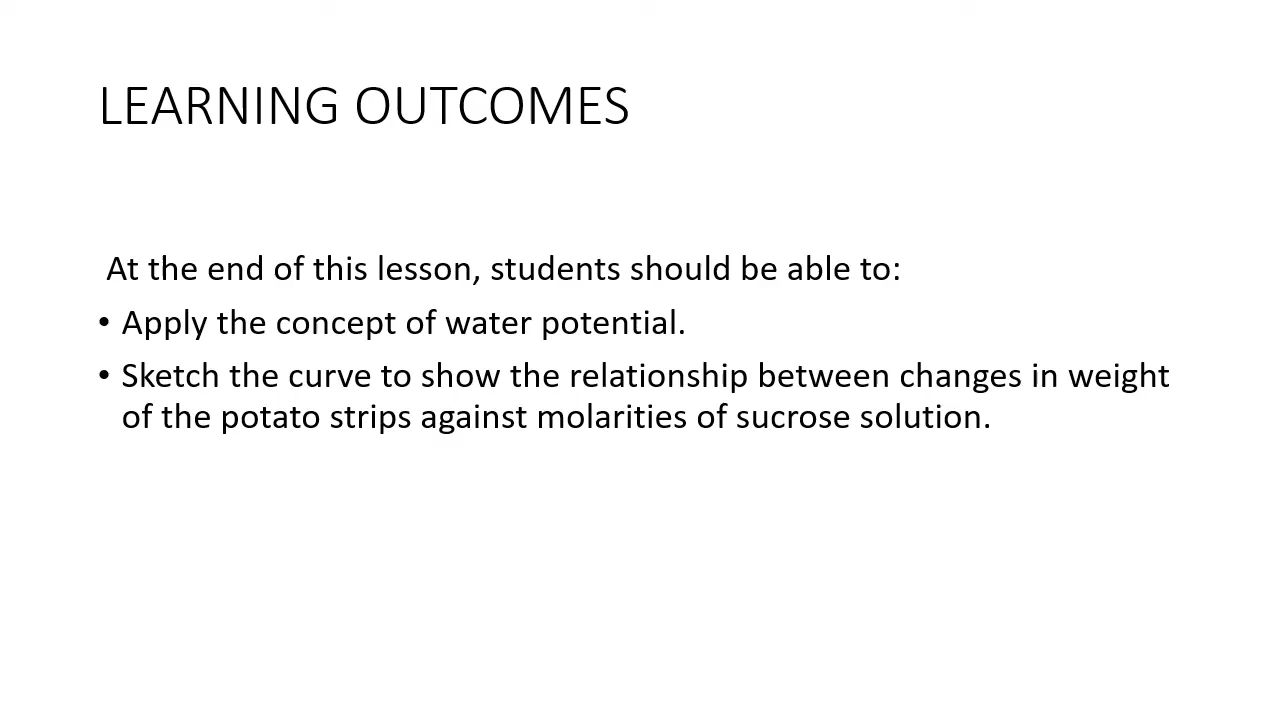 LEARNING OUTCOMES
At the end of this lesson, students should be able to:
• Apply the concept of water potential.
• Sketch the curve to show the relationship between changes in weight
of the potato strips against molarities of sucrose solution.